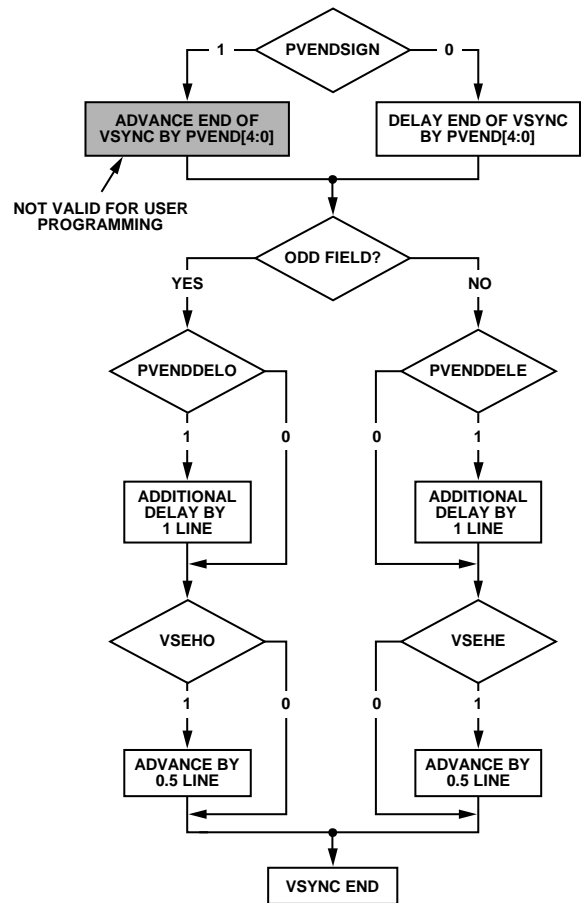 1
PVENDSIGN
0
ADVANCE END OF
VSYNC BY PVEND[4:0]
DELAY END OF VSYNC
BY PVEND[4:0]
NOT VALID FOR USER
PROGRAMMING
ODD FIELD?
YES
NO
PVENDDELO
PVENDDELE
1
0
0
1
ADDITIONAL
DELAY BY
1 LINE
ADDITIONAL
DELAY BY
1 LINE
VSEHO
VSEHE
1
0
0
1
ADVANCE BY
0.5 LINE
ADVANCE BY
0.5 LINE
VSYNC END